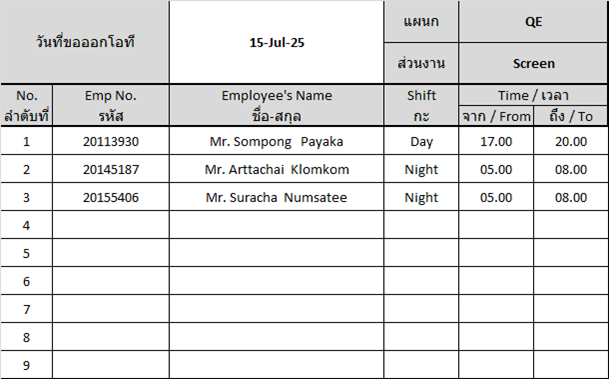 วันที่ขอออกโอที 15-Jul-25 แผนก QE
ส่วนงาน Screen
No. Emp No. Employee's Name Shift Time / เวลา
ลำดับที่ รหัส ชื่อ-สกุล กะ จาก / From ถึง / To
1 20113930 Mr. Sompong Payaka Day 17.00 20.00
2 20145187 Mr. Arttachai Klomkom Night 05.00 08.00
3 20155406 Mr. Suracha Numsatee Night 05.00 08.00
4
5
6
7
8
9